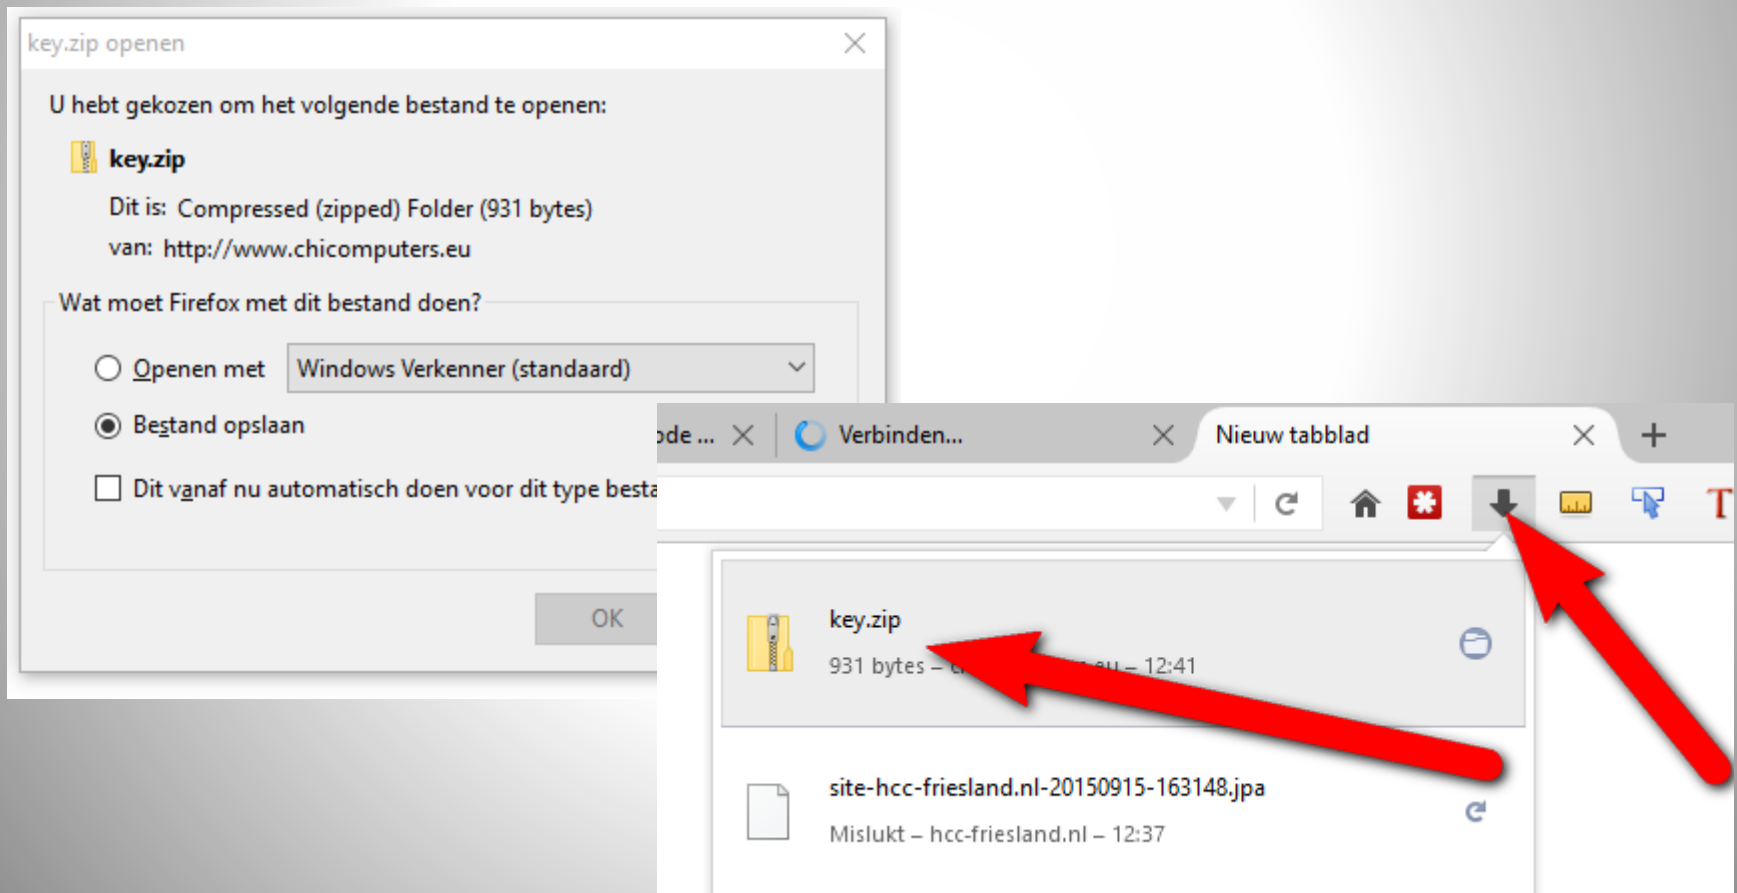 key.zip openen
U hebt gekozen om het volgende bestand te openen:
key.zip
Dit is: Compressed (zipped) Folder (931 bytes)
van: http://www.chicomputers.eu
Wat moet Firefox met dit bestand doen?
Openen met Windows Verkenner (standaard)
Bestand opslaan
Dit vanaf nu automatisch doen voor dit type
OK
... Verbinden... Nieuw tabblad
T
key.zip
931 bytes – .eu – 12:41
site-hcc-friesland.nl-20150915-163148.jpa
Mislukt – hcc-friesland.nl – 12:37